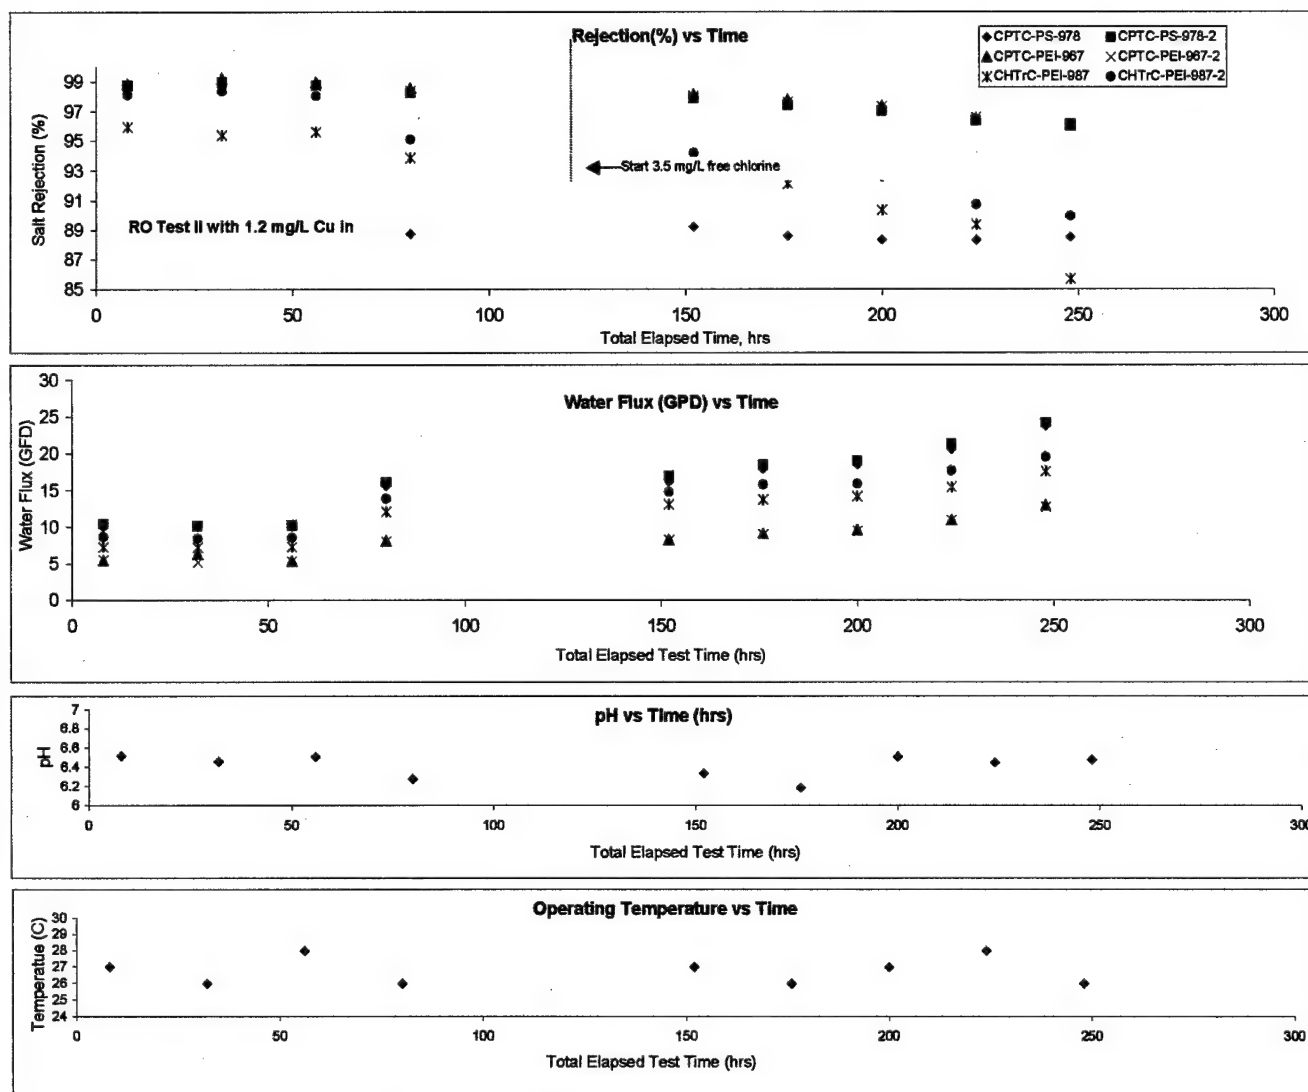 Rejection(%) vs Time
CPTC-PS-978 CPTC-PS-978-2
CPTC-PEI-967 CPTC-PEI-967-2
CHTrC-PEI-987 CHTrC-PEI-987-2
Salt Rejection (%)
99
97
95
93
91
89
87
85
Start 3.5 mg/L free chlorine
RO Test II with 1.2 mg/L Cu in
0 50 100 150 200 250 300
Total Elapsed Time, hrs
Water Flux (GPD) vs Time
Water Flux (GFD)
30
25
20
15
10
5
0
0 50 100 150 200 250 300
Total Elapsed Test Time (hrs)
pH vs Time (hrs)
pH
7
6.8
6.6
6.4
6.2
6
0 50 100 150 200 250 300
Total Elapsed Test Time (hrs)
Operating Temperature vs Time
Temperatue (C)
30
29
28
27
26
25
24
0 50 100 150 200 250 300
Total Elapsed Test Time (hrs)